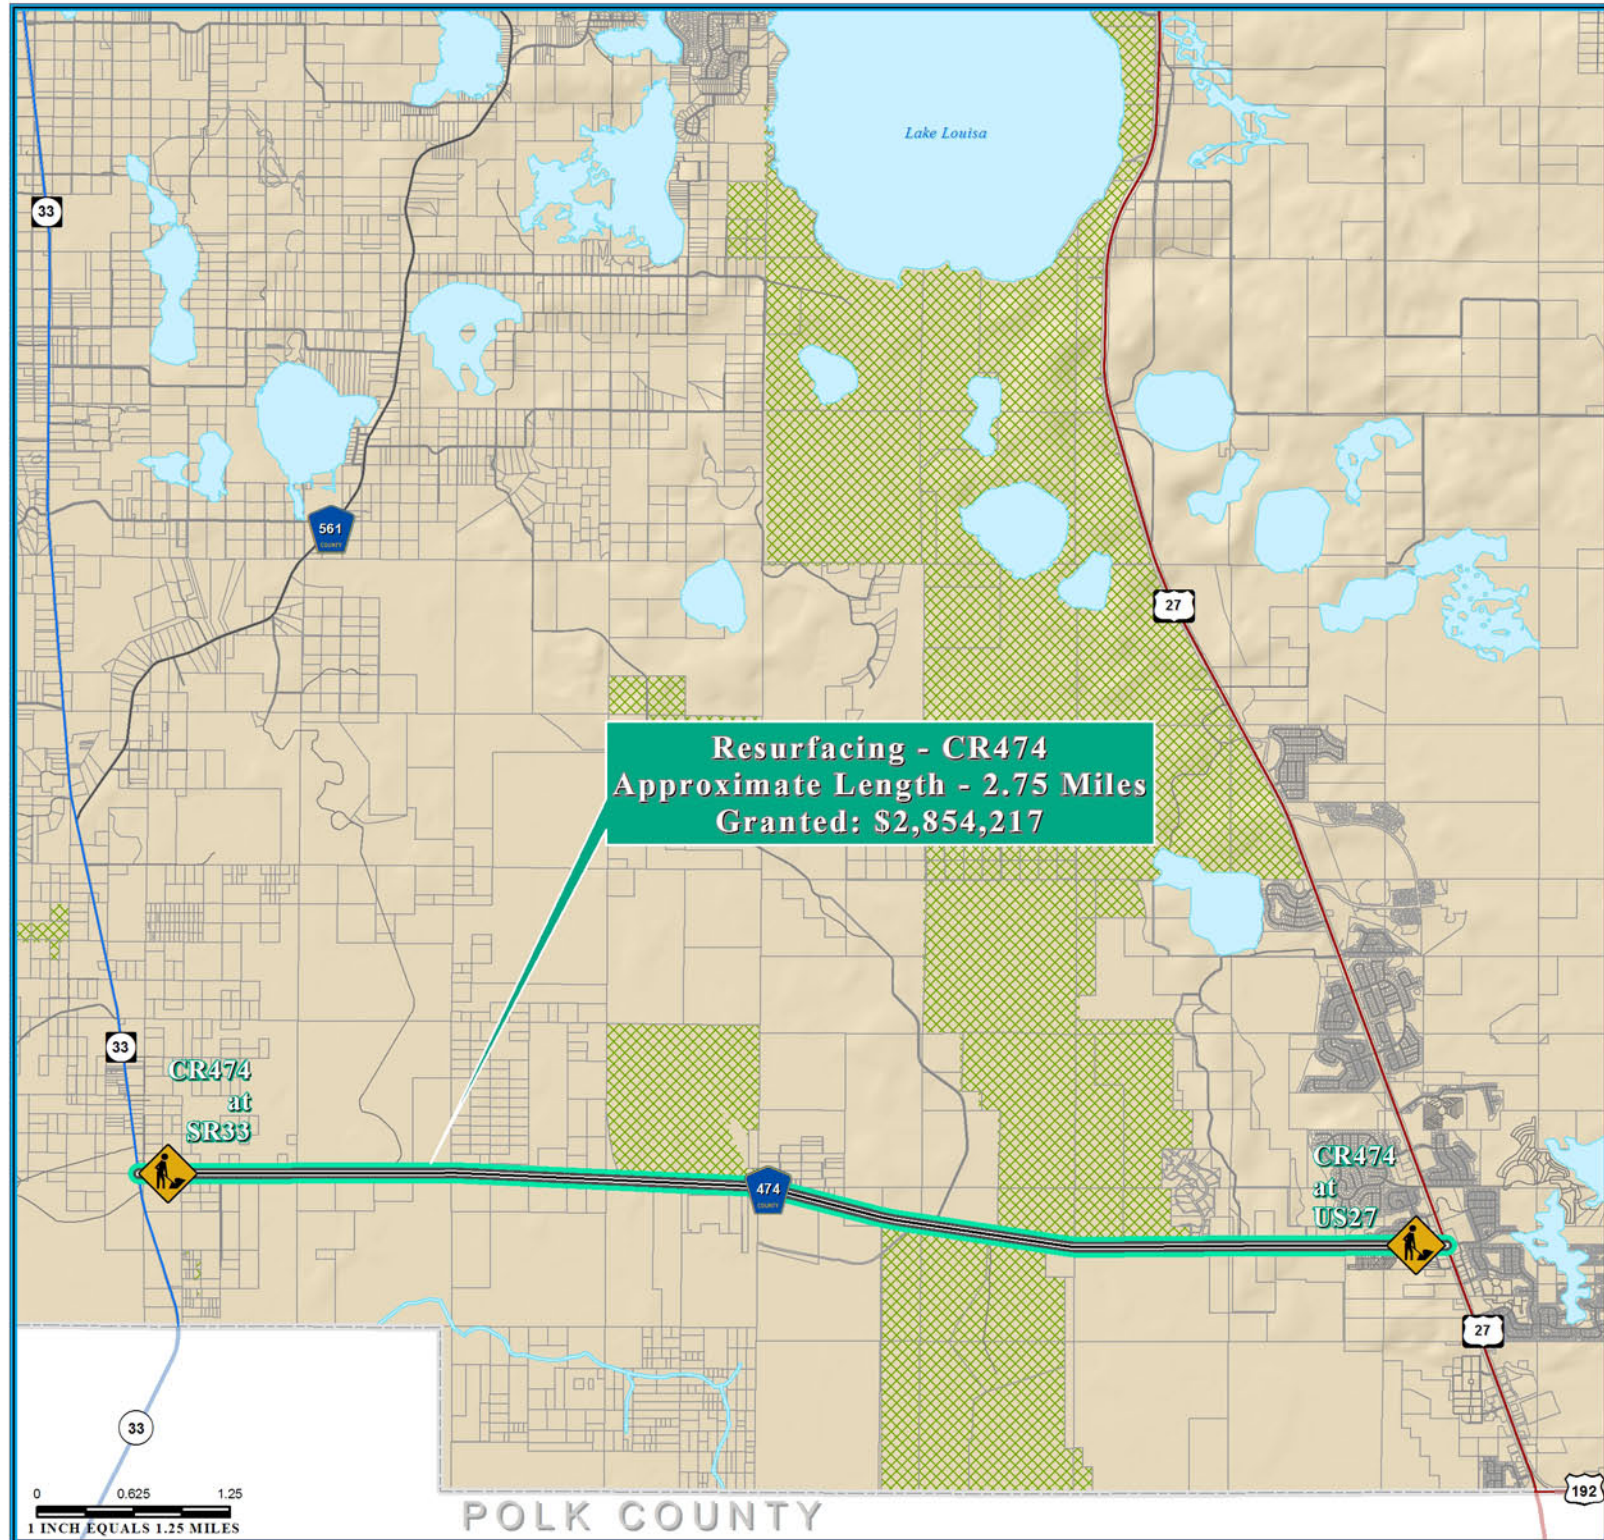 Lake Louisa
33
561
COUNTY
27
Resurfacing - CR474
Approximate Length - 2.75 Miles
Granted: $2,854,217
33
CR474
at
SR33
474
COUNTY
CR474
at
US27
27
33
192
0 0.625 1.25
1 INCH EQUALS 1.25 MILES
POLK COUNTY